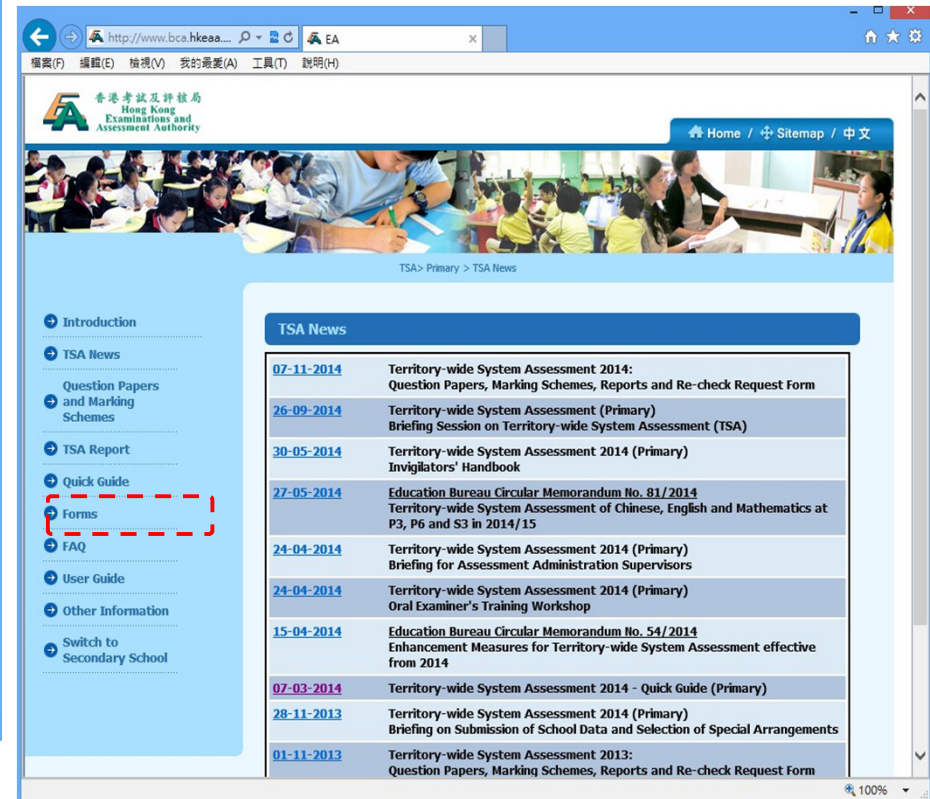 http://www.bca.hkeaa....
EA
檔案(F) 編輯(E) 檢視(V) 我的最愛(A) 工具(T) 說明(H)
香港考試及評核局
Hong Kong
Examinations and
Assessment Authority
Home / Sitemap / 中文
TSA> Primary > TSA News
Introduction
TSA News
Question Papers
and Marking
Schemes
TSA Report
Quick Guide
Forms
FAQ
User Guide
Other Information
Switch to
Secondary School
TSA News
07-11-2014 Territory-wide System Assessment 2014:
Question Papers, Marking Schemes, Reports and Re-check Request Form
26-09-2014 Territory-wide System Assessment (Primary)
Briefing Session on Territory-wide System Assessment (TSA)
30-05-2014 Territory-wide System Assessment 2014 (Primary)
Invigilators' Handbook
27-05-2014 Education Bureau Circular Memorandum No. 81/2014
Territory-wide System Assessment of Chinese, English and Mathematics at
P3, P6 and S3 in 2014/15
24-04-2014 Territory-wide System Assessment 2014 (Primary)
Briefing for Assessment Administration Supervisors
24-04-2014 Territory-wide System Assessment 2014 (Primary)
Oral Examiner's Training Workshop
15-04-2014 Education Bureau Circular Memorandum No. 54/2014
Enhancement Measures for Territory-wide System Assessment effective
from 2014
07-03-2014 Territory-wide System Assessment 2014 - Quick Guide (Primary)
28-11-2013 Territory-wide System Assessment 2014 (Primary)
Briefing on Submission of School Data and Selection of Special Arrangements
01-11-2013 Territory-wide System Assessment 2013:
Question Papers, Marking Schemes, Reports and Re-check Request Form
100%